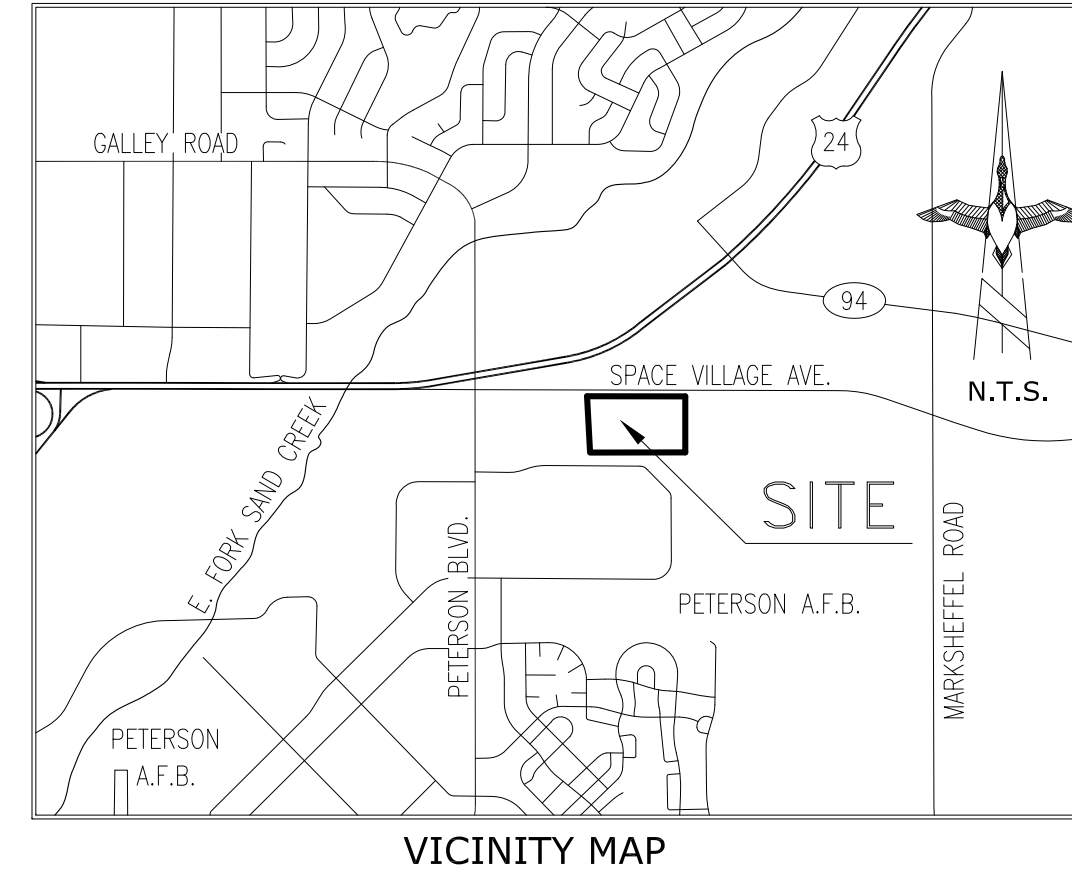 GALLEY ROAD
24
94
SPACE VILLAGE AVE.
N.T.S.
E. FORK SAND CREEK
SITE
PETERSON BLVD.
MARKSHEFFEL ROAD
PETERSON A.F.B.
PETERSON
A.F.B.
VICINITY MAP